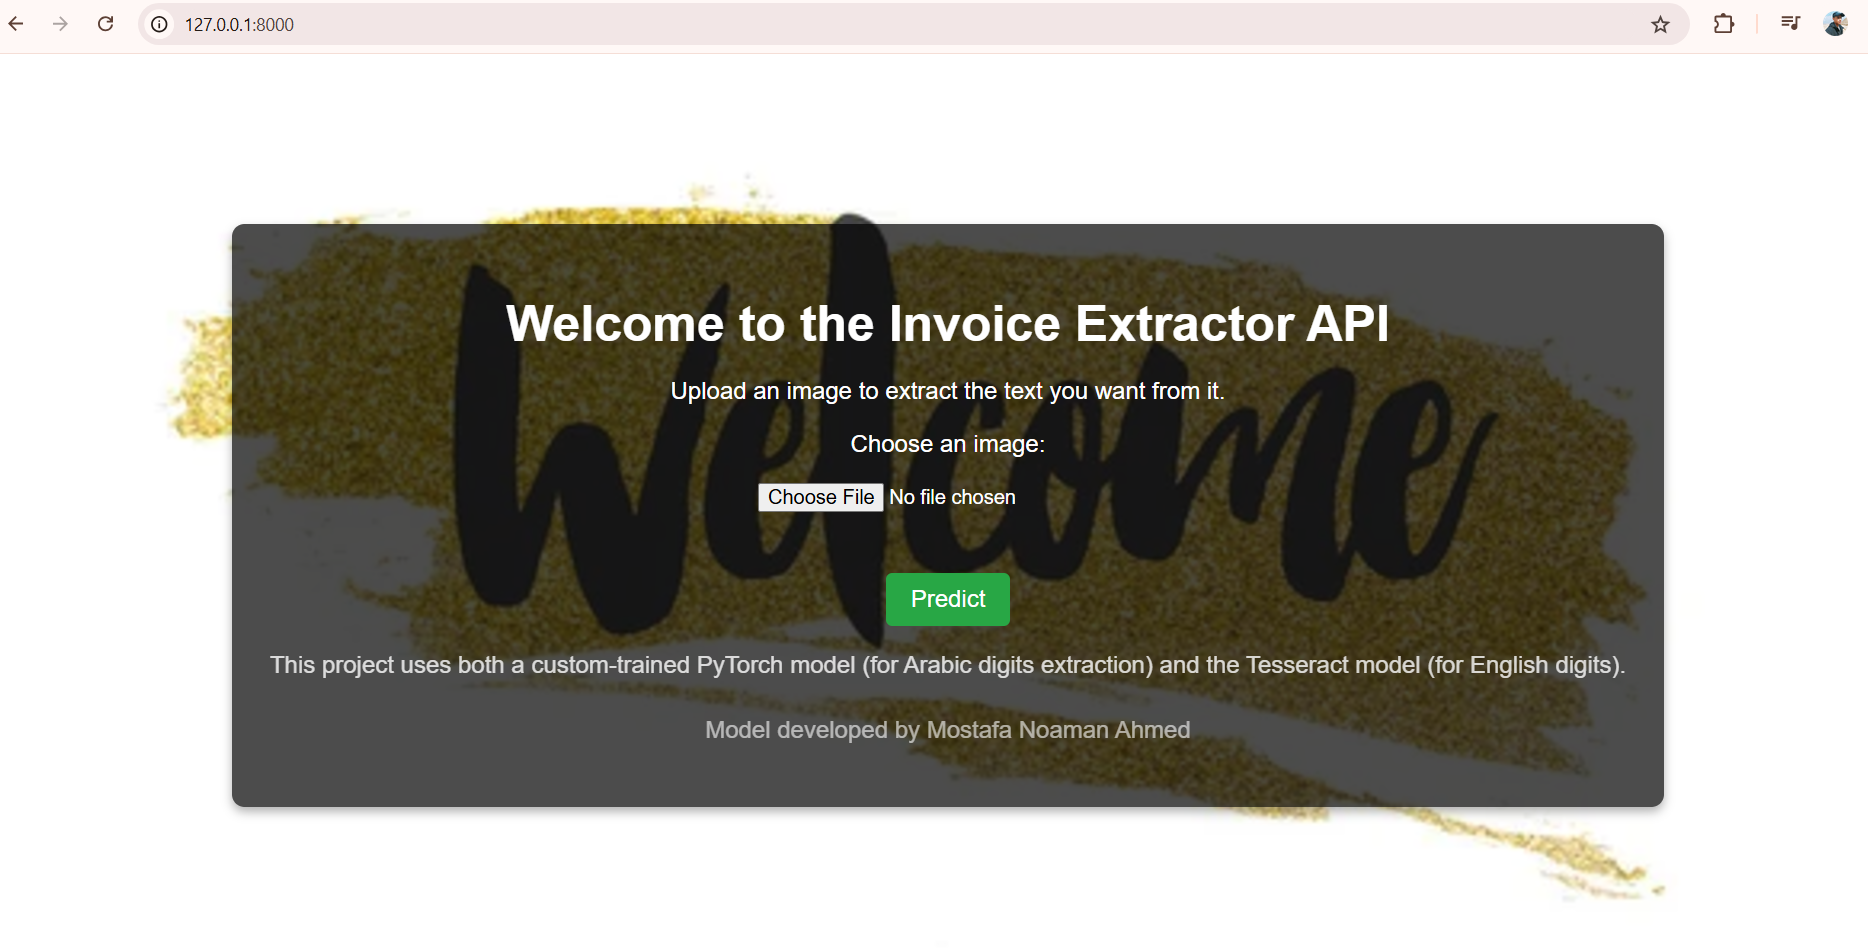 127.0.0.1:8000
Welcome
Welcome to the Invoice Extractor API
Upload an image to extract the text you want from it.
Choose an image:
Choose File No file chosen
Predict
This project uses both a custom-trained PyTorch model (for Arabic digits extraction) and the Tesseract model (for English digits).
Model developed by Mostafa Noaman Ahmed